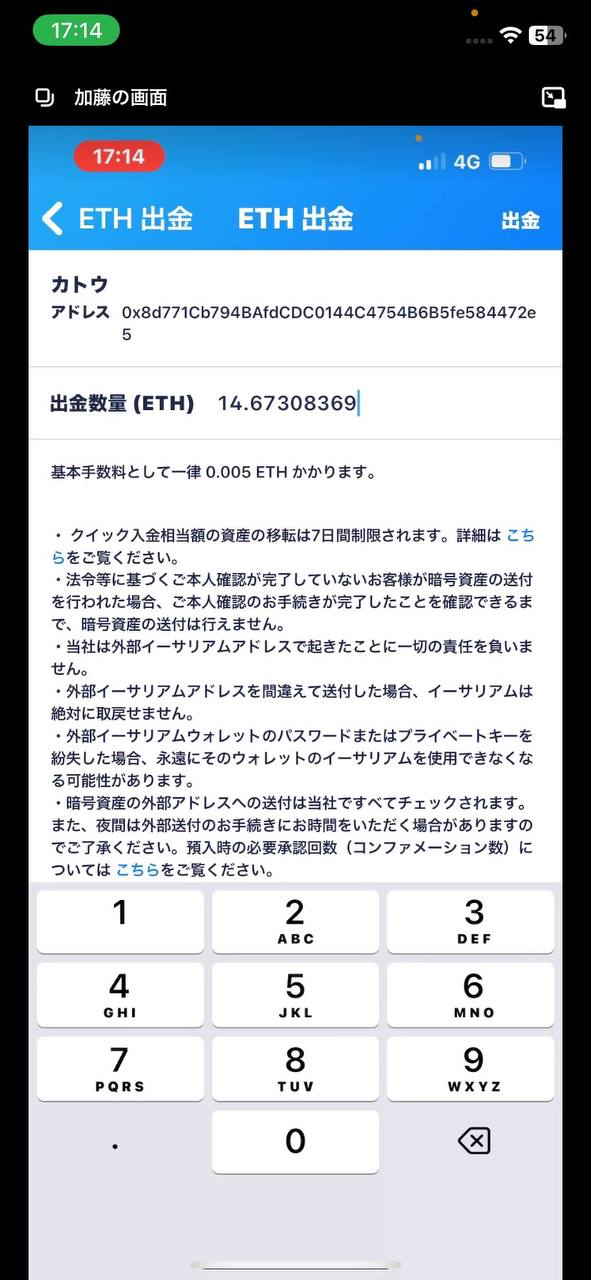 17:14
54
加藤の画面
17:14
4G
ETH 出金
ETH 出金
出金
カトウ
アドレス 0x8d771Cb794BAfdCDC0144C4754B6B5fe584472e
5
出金数量 (ETH) 14.67308369
基本手数料として一律 0.005 ETH かかります。
・ クイック入金相当額の資産の移転は7日間制限されます。詳細は こち
らをご覧ください。
・法令等に基づくご本人確認が完了していないお客様が暗号資産の送付
を行われた場合、ご本人確認のお手続きが完了したことを確認できるま
で、暗号資産の送付は行えません。
・当社は外部イーサリアムアドレスで起きたことに一切の責任を負いま
せん。
・外部イーサリアムアドレスを間違えて送付した場合、イーサリアムは
絶対に取戻せません。
・外部イーサリアムウォレットのパスワードまたはプライベートキーを
紛失した場合、永遠にそのウォレットのイーサリアムを使用できなくな
る可能性があります。
・暗号資産の外部アドレスへの送付は当社ですべてチェックされます。
また、夜間は外部送付のお手続きにお時間をいただく場合がありますの
でご了承ください。預入時の必要承認回数（コンファメーション数）に
ついては こちらをご覧ください。
1
2
ABC
3
DEF
4
GHI
5
JKL
6
MNO
7
PQRS
8
TUV
9
WXYZ
.
0